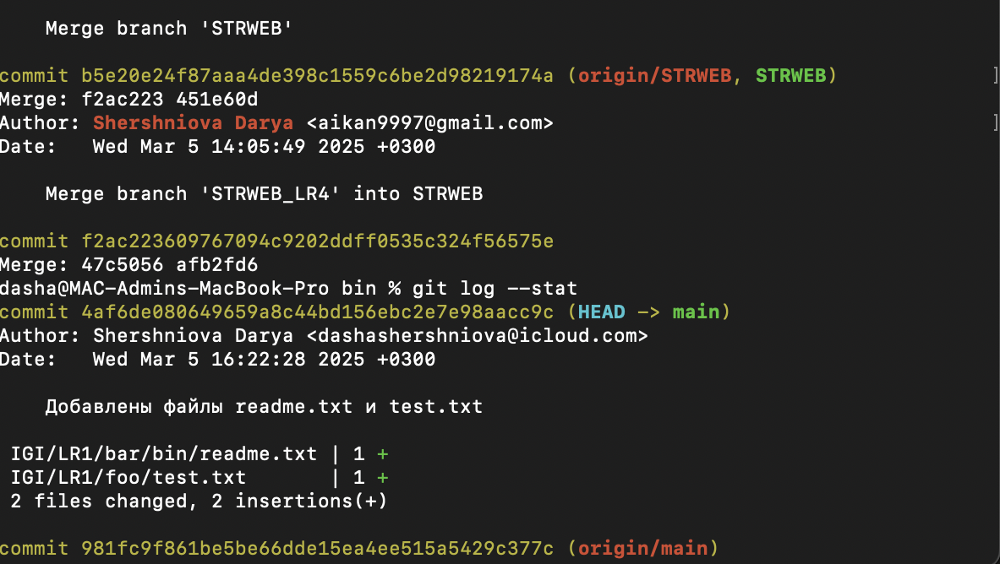 Merge branch 'STRWEB'
commit b5e20e24f87aaa4de398c1559c6be2d98219174a (origin/STRWEB, STRWEB)
Merge: f2ac223 451e60d
Author: Shershniova Darya <aikan9997@gmail.com>
Date:   Wed Mar 5 14:05:49 2025 +0300
Merge branch 'STRWEB_LR4' into STRWEB
commit f2ac223609767094c9202ddff0535c324f56575e
Merge: 47c5056 afb2fd6
dasha@MAC-Admins-MacBook-Pro bin % git log --stat
commit 4af6de080649659a8c44bd156ebc2e7e98aacc9c (HEAD -> main)
Author: Shershniova Darya <dashashershniova@icloud.com>
Date:   Wed Mar 5 16:22:28 2025 +0300
Добавлены файлы readme.txt и test.txt
IGI/LR1/bar/bin/readme.txt | 1 +
IGI/LR1/foo/test.txt       | 1 +
2 files changed, 2 insertions(+)
commit 981fc9f861be5be66dde15ea4ee515a5429c377c (origin/main)